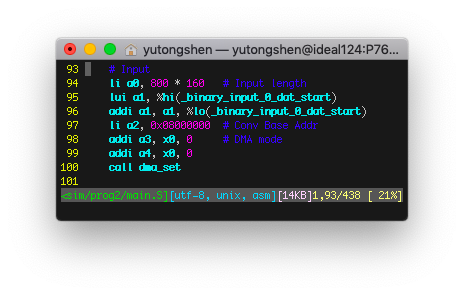 yutongshen — yutongshen@ideal124:P76...
93 # Input
94 li a0, 800 * 160 # Input length
95 lui a1, %hi(_binary_input_0_dat_start)
96 addi a1, a1, %lo(_binary_input_0_dat_start)
97 li a2, 0x08000000 # Conv Base Addr
98 addi a3, x0, 0 # DMA mode
99 addi a4, x0, 0
100 call dma_set
101
<sim/prog2/main.S][utf-8, unix, asm][14KB]1,93/438 [ 21%]